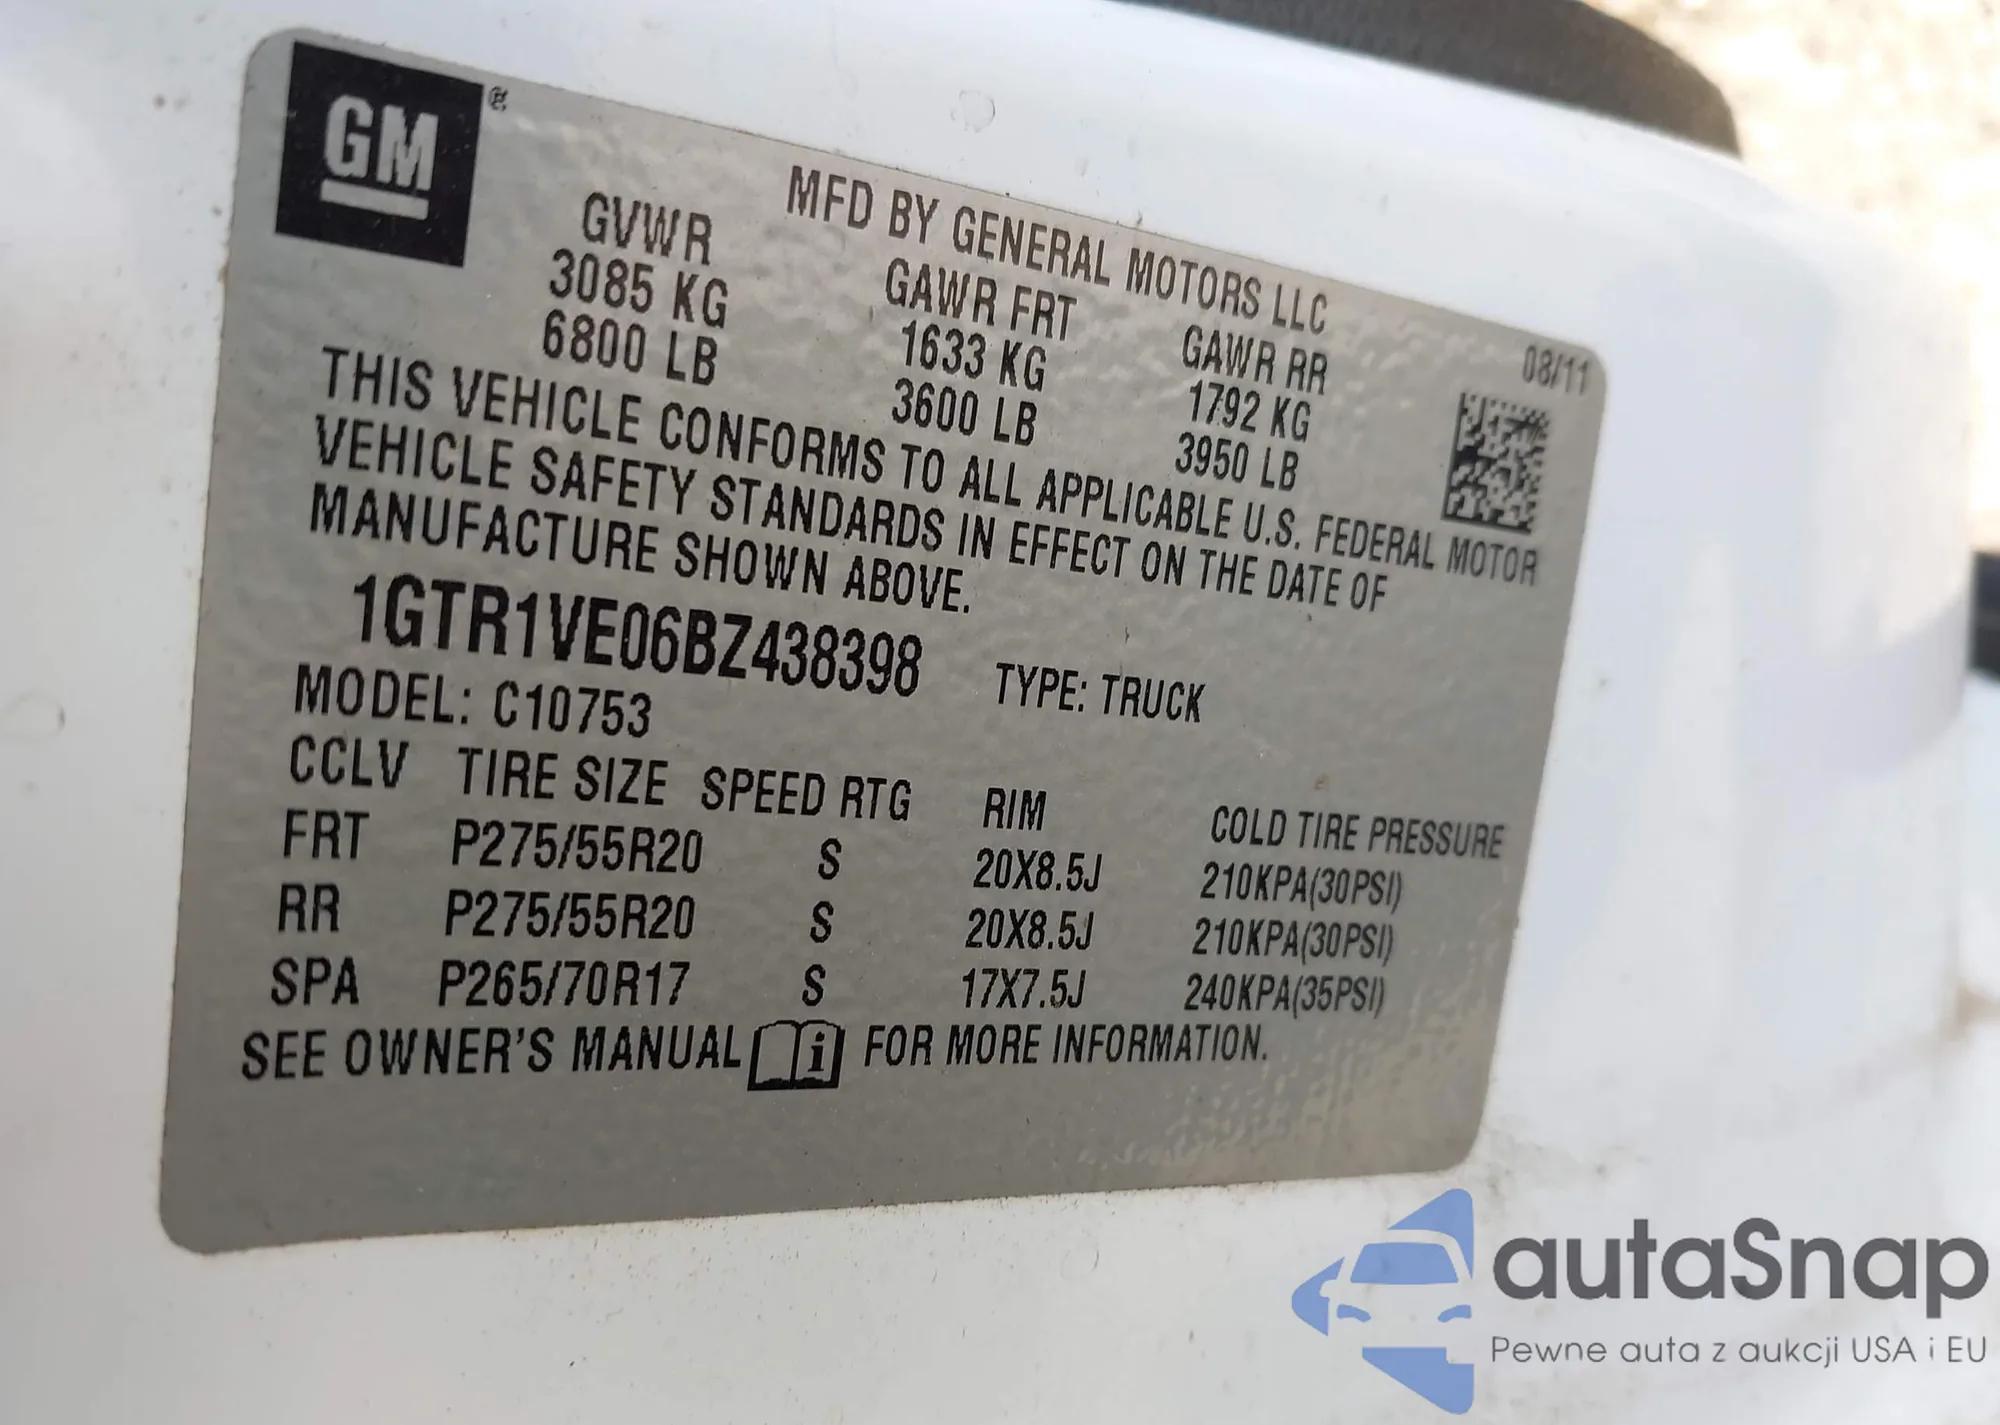 GM
MFD BY GENERAL MOTORS LLC
08/11
GVWR GAWR FRT GAWR RR
3085 KG 1633 KG 1792 KG
6800 LB 3600 LB 3950 LB
THIS VEHICLE CONFORMS TO ALL APPLICABLE U.S. FEDERAL MOTOR
VEHICLE SAFETY STANDARDS IN EFFECT ON THE DATE OF
MANUFACTURE SHOWN ABOVE.
1GTR1VE06BZ438398 TYPE: TRUCK
MODEL: C10753
CCLV TIRE SIZE SPEED RTG RIM COLD TIRE PRESSURE
FRT P275/55R20 S 20X8.5J 210KPA(30PSI)
RR P275/55R20 S 20X8.5J 210KPA(30PSI)
SPA P265/70R17 S 17X7.5J 240KPA(35PSI)
SEE OWNER'S MANUAL i FOR MORE INFORMATION.
autaSnap
Pewne auta z aukcji USA i EU